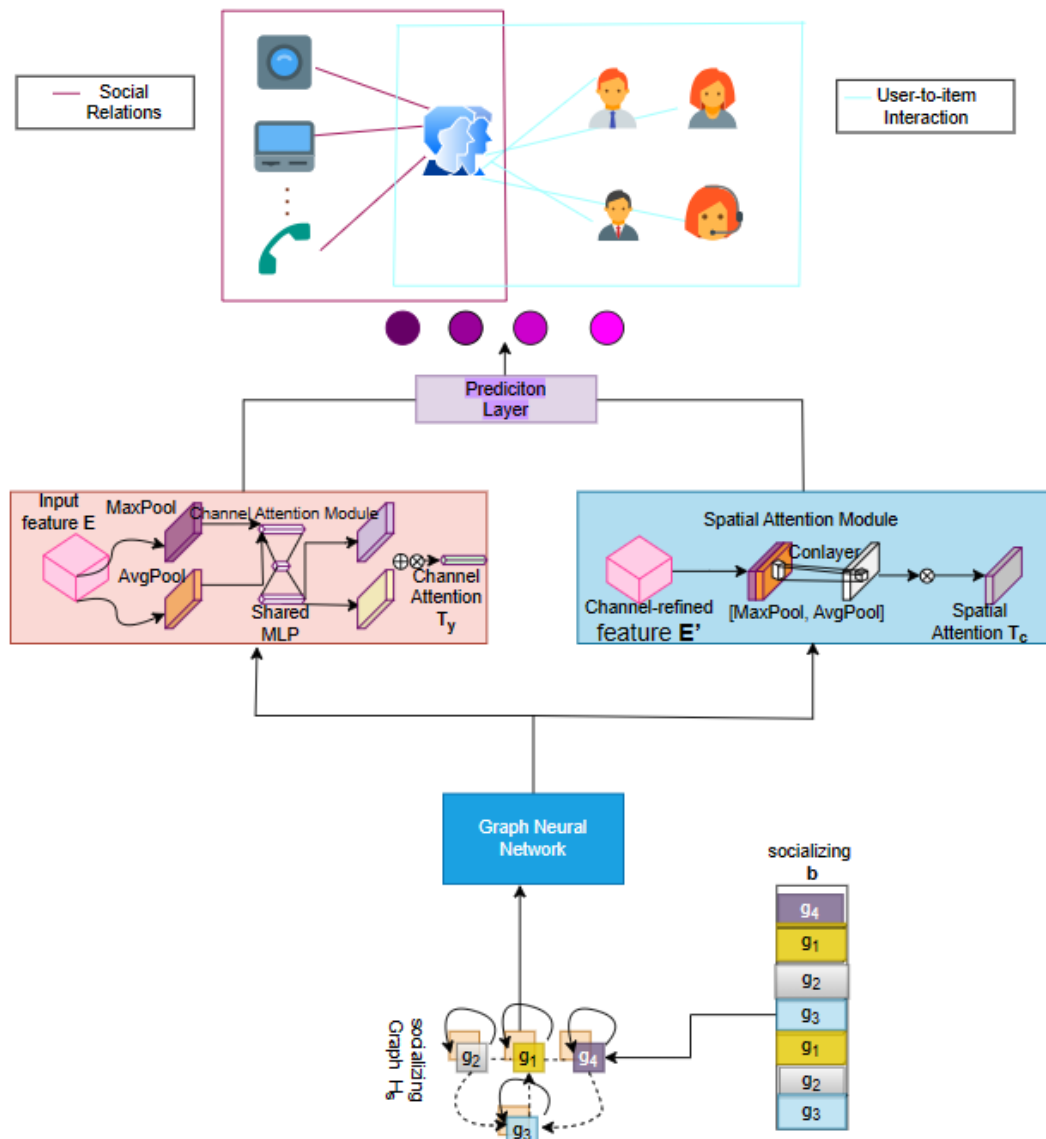 Social
Relations
User-to-item
Interaction
Prediciton
Layer
Input
feature E
MaxPool
Channel Attention Module
AvgPool
Shared
MLP
Channel
Attention
Ty
Spatial Attention Module
Conlayer
Channel-refined
feature E'
[MaxPool, AvgPool]
Spatial
Attention Tc
Graph Neural
Network
socializing
b
g4
g1
g2
g3
g1
g2
g3
socializing
Graph Hs
g2
g1
g4
g3